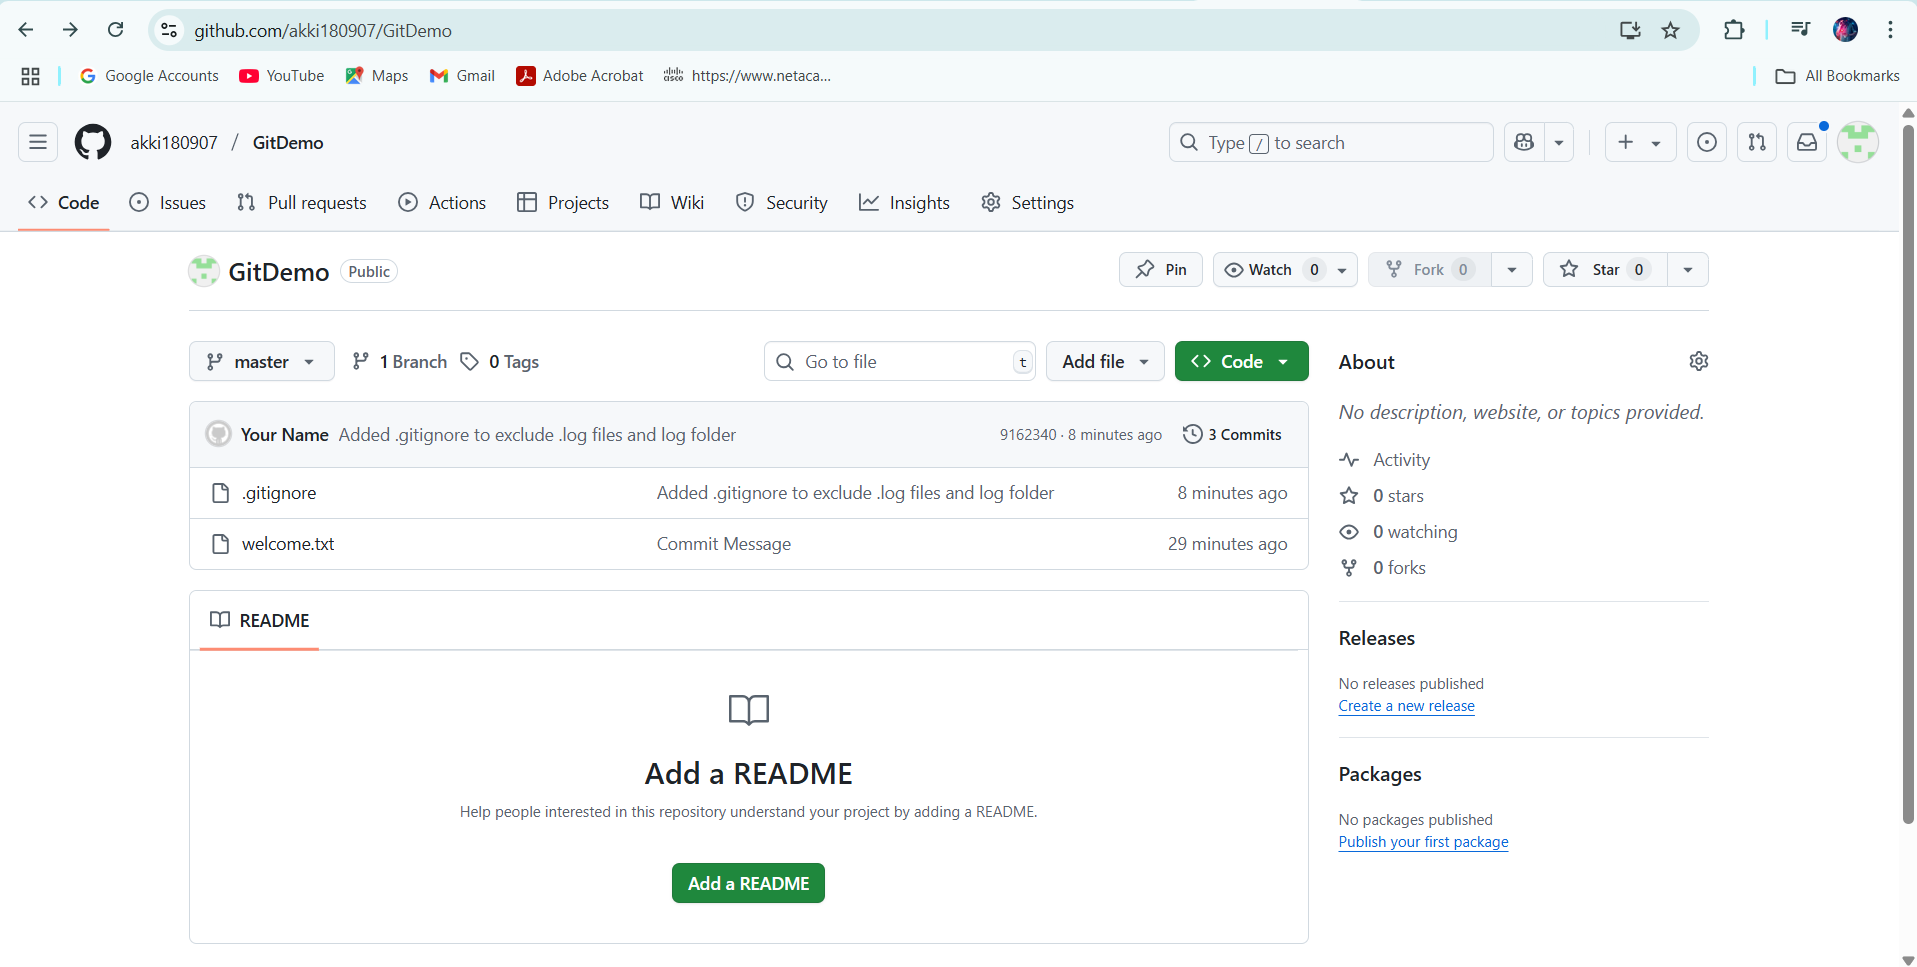 github.com/akki180907/GitDemo
Google Accounts YouTube Maps Gmail Adobe Acrobat https://www.netaca... All Bookmarks
akki180907 / GitDemo Type / to search
Code Issues Pull requests Actions Projects Wiki Security Insights Settings
GitDemo Public Pin Watch 0 Fork 0 Star 0
master 1 Branch 0 Tags Go to file t Add file Code
Your Name Added .gitignore to exclude .log files and log folder 9162340 · 8 minutes ago 3 Commits
.gitignore Added .gitignore to exclude .log files and log folder 8 minutes ago
welcome.txt Commit Message 29 minutes ago
README
Add a README
Help people interested in this repository understand your project by adding a README.
Add a README
About
No description, website, or topics provided.
Activity
0 stars
0 watching
0 forks
Releases
No releases published
Create a new release
Packages
No packages published
Publish your first package